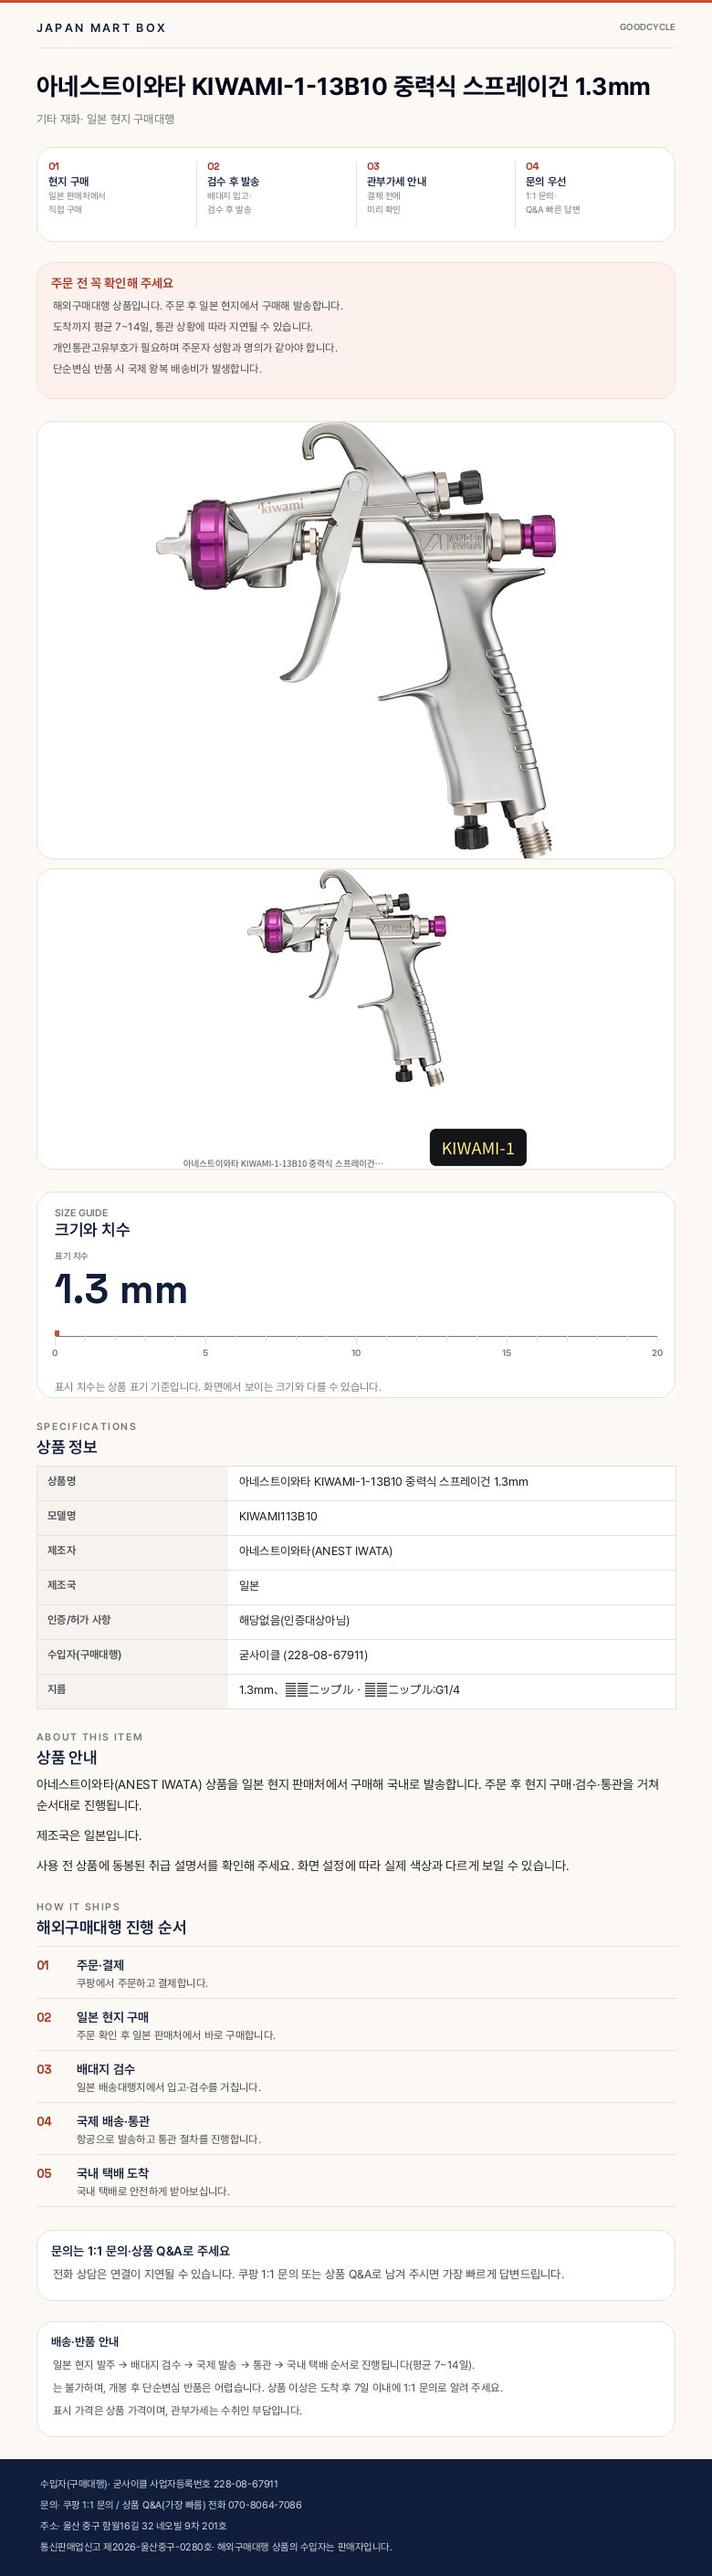 JAPAN MART BOX
GOODCYCLE
아네스트이와타 KIWAMI-1-13B10 중력식 스프레이건 1.3mm
기타 재화· 일본 현지 구매대행
01
현지 구매
일본 판매처에서
직접 구매
02
검수 후 발송
배대지 입고·
검수 후 발송
03
관부가세 안내
결제 전에
미리 확인
04
문의 우선
1:1 문의·
Q&A 빠른 답변
주문 전 꼭 확인해 주세요
해외구매대행 상품입니다. 주문 후 일본 현지에서 구매해 발송합니다.
도착까지 평균 7~14일, 통관 상황에 따라 지연될 수 있습니다.
개인통관고유부호가 필요하며 주문자 성함과 명의가 같아야 합니다.
단순변심 반품 시 국제 왕복 배송비가 발생합니다.
kiwami
ANEST IWATA
kiwami
아네스트이와타 KIWAMI-1-13B10 중력식 스프레이건…
KIWAMI-1
SIZE GUIDE
크기와 치수
표기 치수
1.3 mm
0 5 10 15 20
표시 치수는 상품 표기 기준입니다. 화면에서 보이는 크기와 다를 수 있습니다.
SPECIFICATIONS
상품 정보
상품명 아네스트이와타 KIWAMI-1-13B10 중력식 스프레이건 1.3mm
모델명 KIWAMI113B10
제조자 아네스트이와타(ANEST IWATA)
제조국 일본
인증/허가 사항 해당없음(인증대상아님)
수입자(구매대행) 굳사이클 (228-08-67911)
지름 1.3mm、ニップル・ニップル:G1/4
ABOUT THIS ITEM
상품 안내
아네스트이와타(ANEST IWATA) 상품을 일본 현지 판매처에서 구매해 국내로 발송합니다. 주문 후 현지 구매·검수·통관을 거쳐
순서대로 진행됩니다.
제조국은 일본입니다.
사용 전 상품에 동봉된 취급 설명서를 확인해 주세요. 화면 설정에 따라 실제 색상과 다르게 보일 수 있습니다.
HOW IT SHIPS
해외구매대행 진행 순서
01 주문·결제
쿠팡에서 주문하고 결제합니다.
02 일본 현지 구매
주문 확인 후 일본 판매처에서 바로 구매합니다.
03 배대지 검수
일본 배송대행지에서 입고·검수를 거칩니다.
04 국제 배송·통관
항공으로 발송하고 통관 절차를 진행합니다.
05 국내 택배 도착
국내 택배로 안전하게 받아보십니다.
문의는 1:1 문의·상품 Q&A로 주세요
전화 상담은 연결이 지연될 수 있습니다. 쿠팡 1:1 문의 또는 상품 Q&A로 남겨 주시면 가장 빠르게 답변드립니다.
배송·반품 안내
일본 현지 발주 → 배대지 검수 → 국제 발송 → 통관 → 국내 택배 순서로 진행됩니다(평균 7~14일).
는 불가하며, 개봉 후 단순변심 반품은 어렵습니다. 상품 이상은 도착 후 7일 이내에 1:1 문의로 알려 주세요.
표시 가격은 상품 가격이며, 관부가세는 수취인 부담입니다.
수입자(구매대행)· 굳사이클 사업자등록번호 228-08-67911
문의· 쿠팡 1:1 문의 / 상품 Q&A(가장 빠름) 전화 070-8064-7086
주소· 울산 중구 함월16길 32 네오빌 9차 201호
통신판매업신고 제2026-울산중구-0280호· 해외구매대행 상품의 수입자는 판매자입니다.